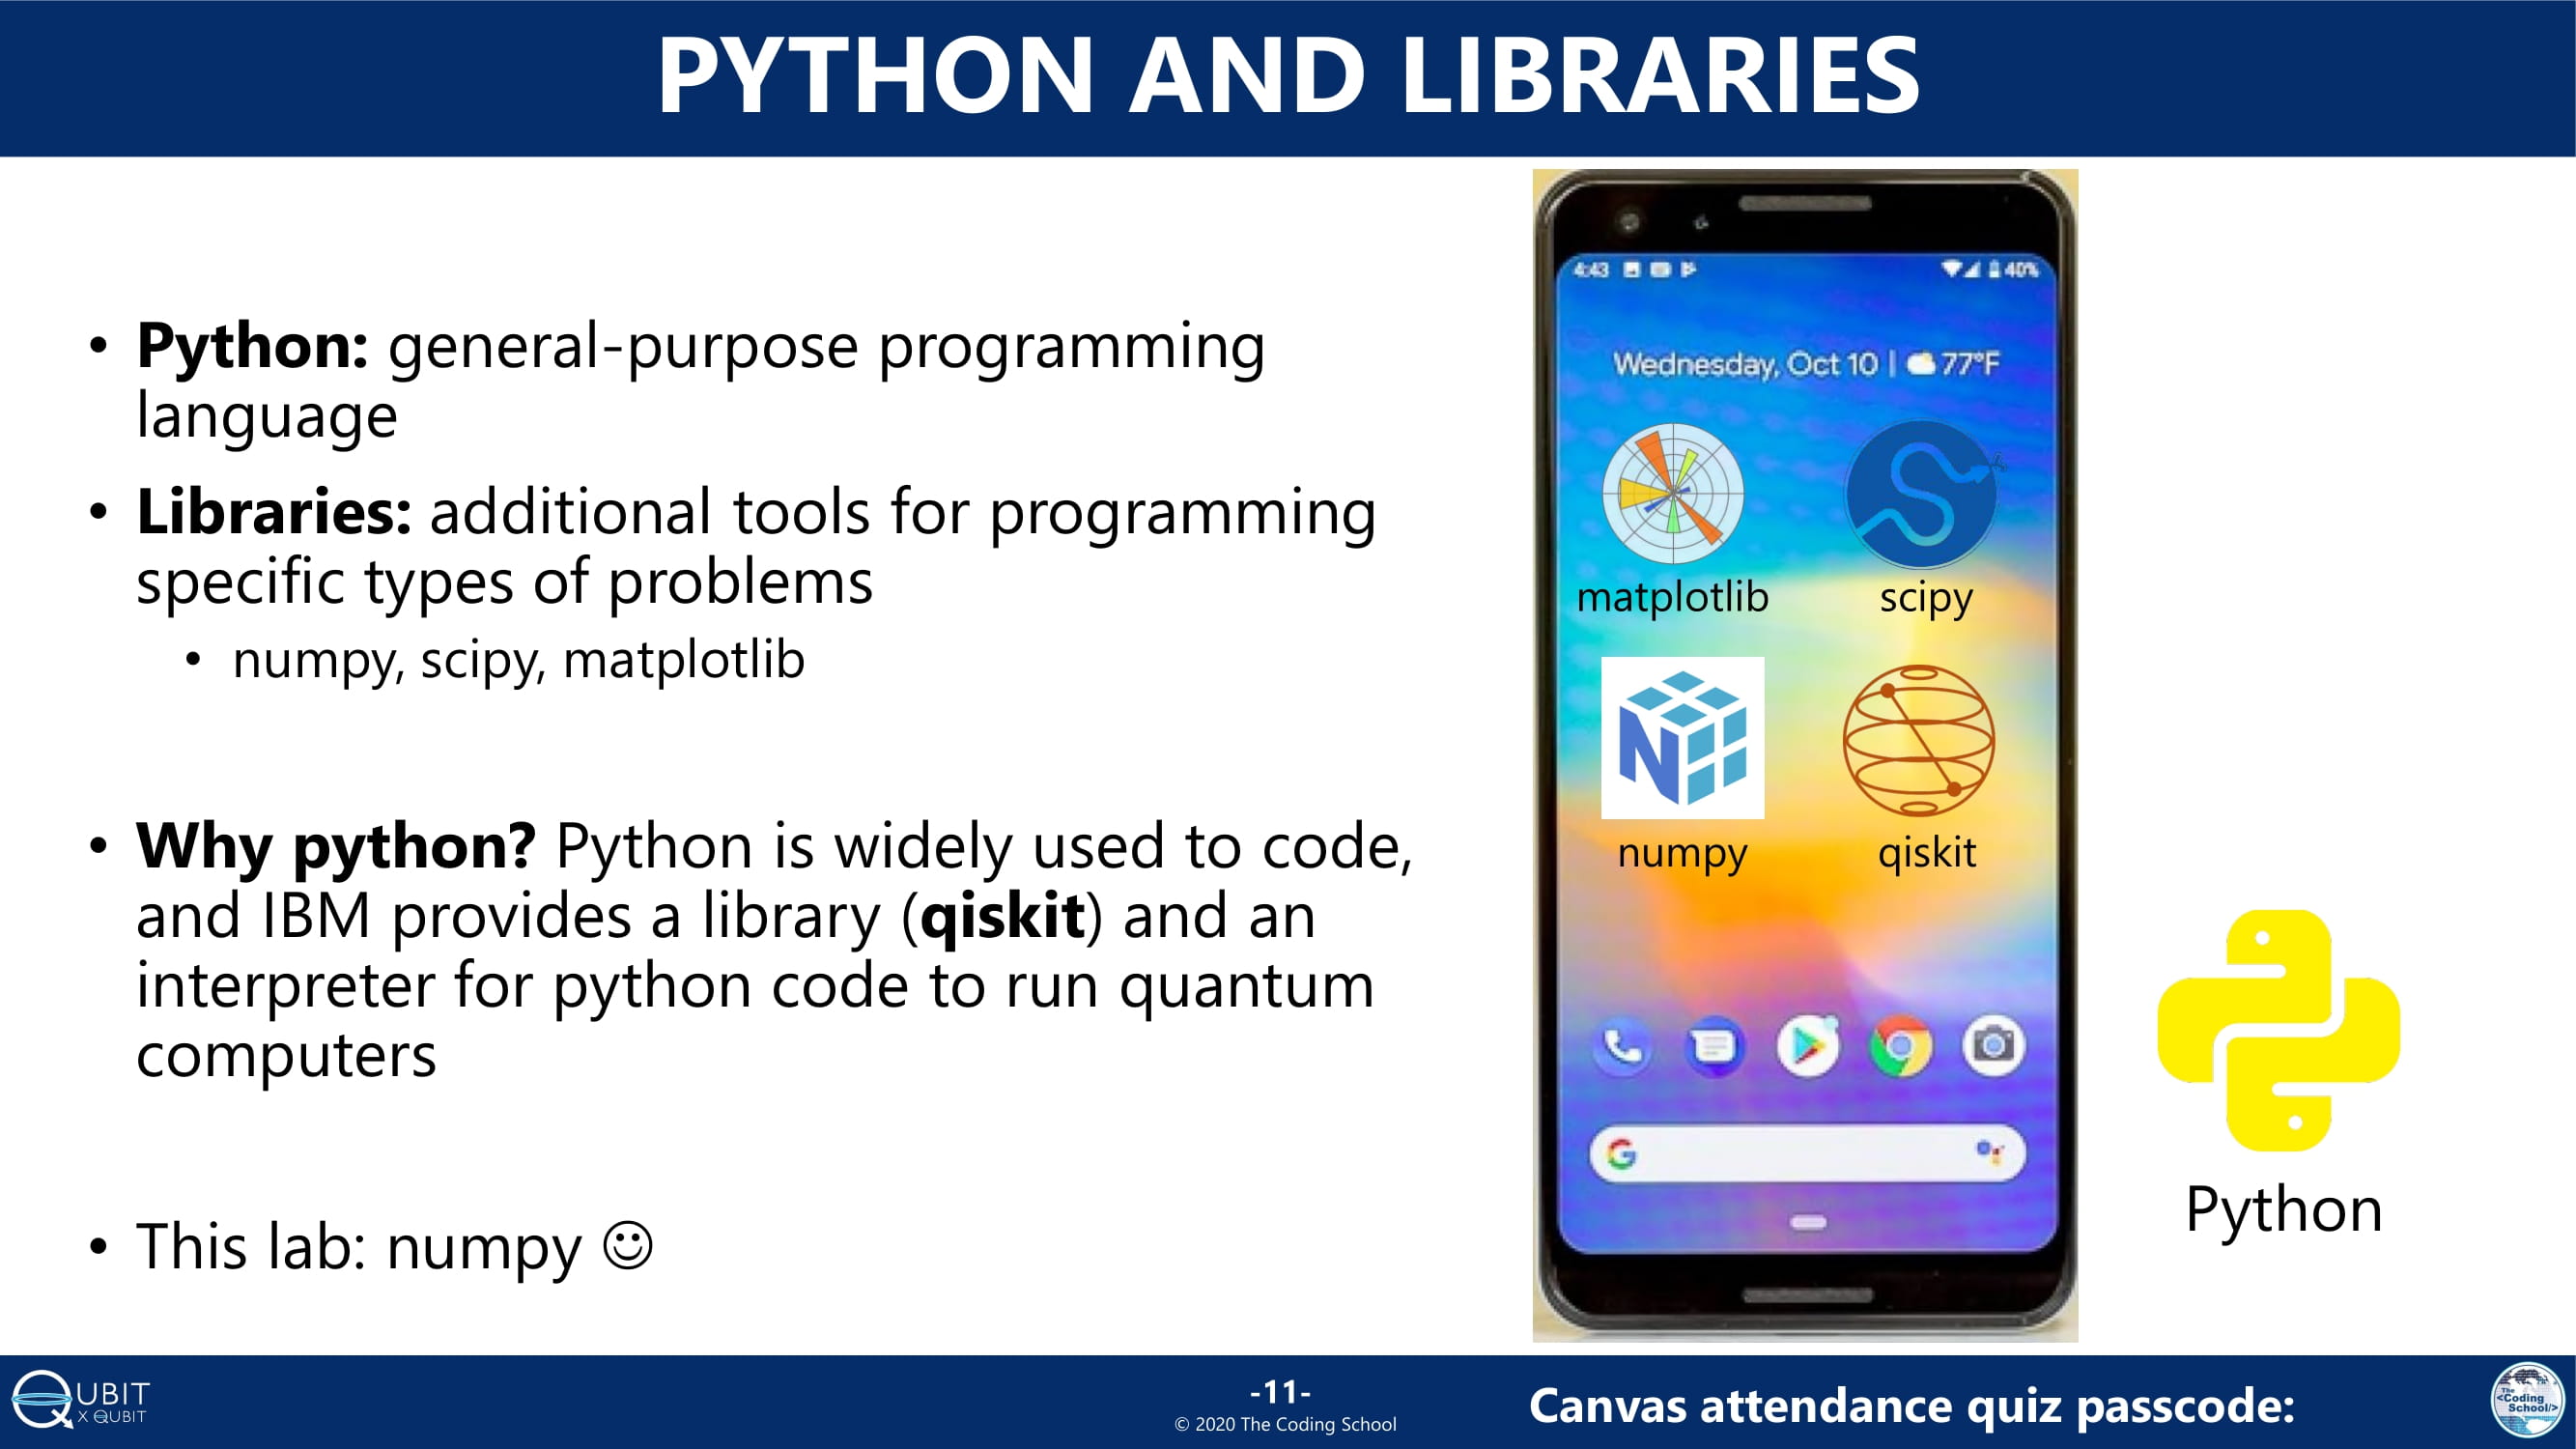 PYTHON AND LIBRARIES
• Python: general-purpose programming
language
• Libraries: additional tools for programming
specific types of problems
• numpy, scipy, matplotlib
• Why python? Python is widely used to code,
and IBM provides a library (qiskit) and an
interpreter for python code to run quantum
computers
• This lab: numpy ☺
4:43
40%
Wednesday, Oct 10 | 77°F
matplotlib
scipy
N
numpy
qiskit
G
Python
QUBIT
X QUBIT
-11-
© 2020 The Coding School
Canvas attendance quiz passcode:
The
<Coding
School/>